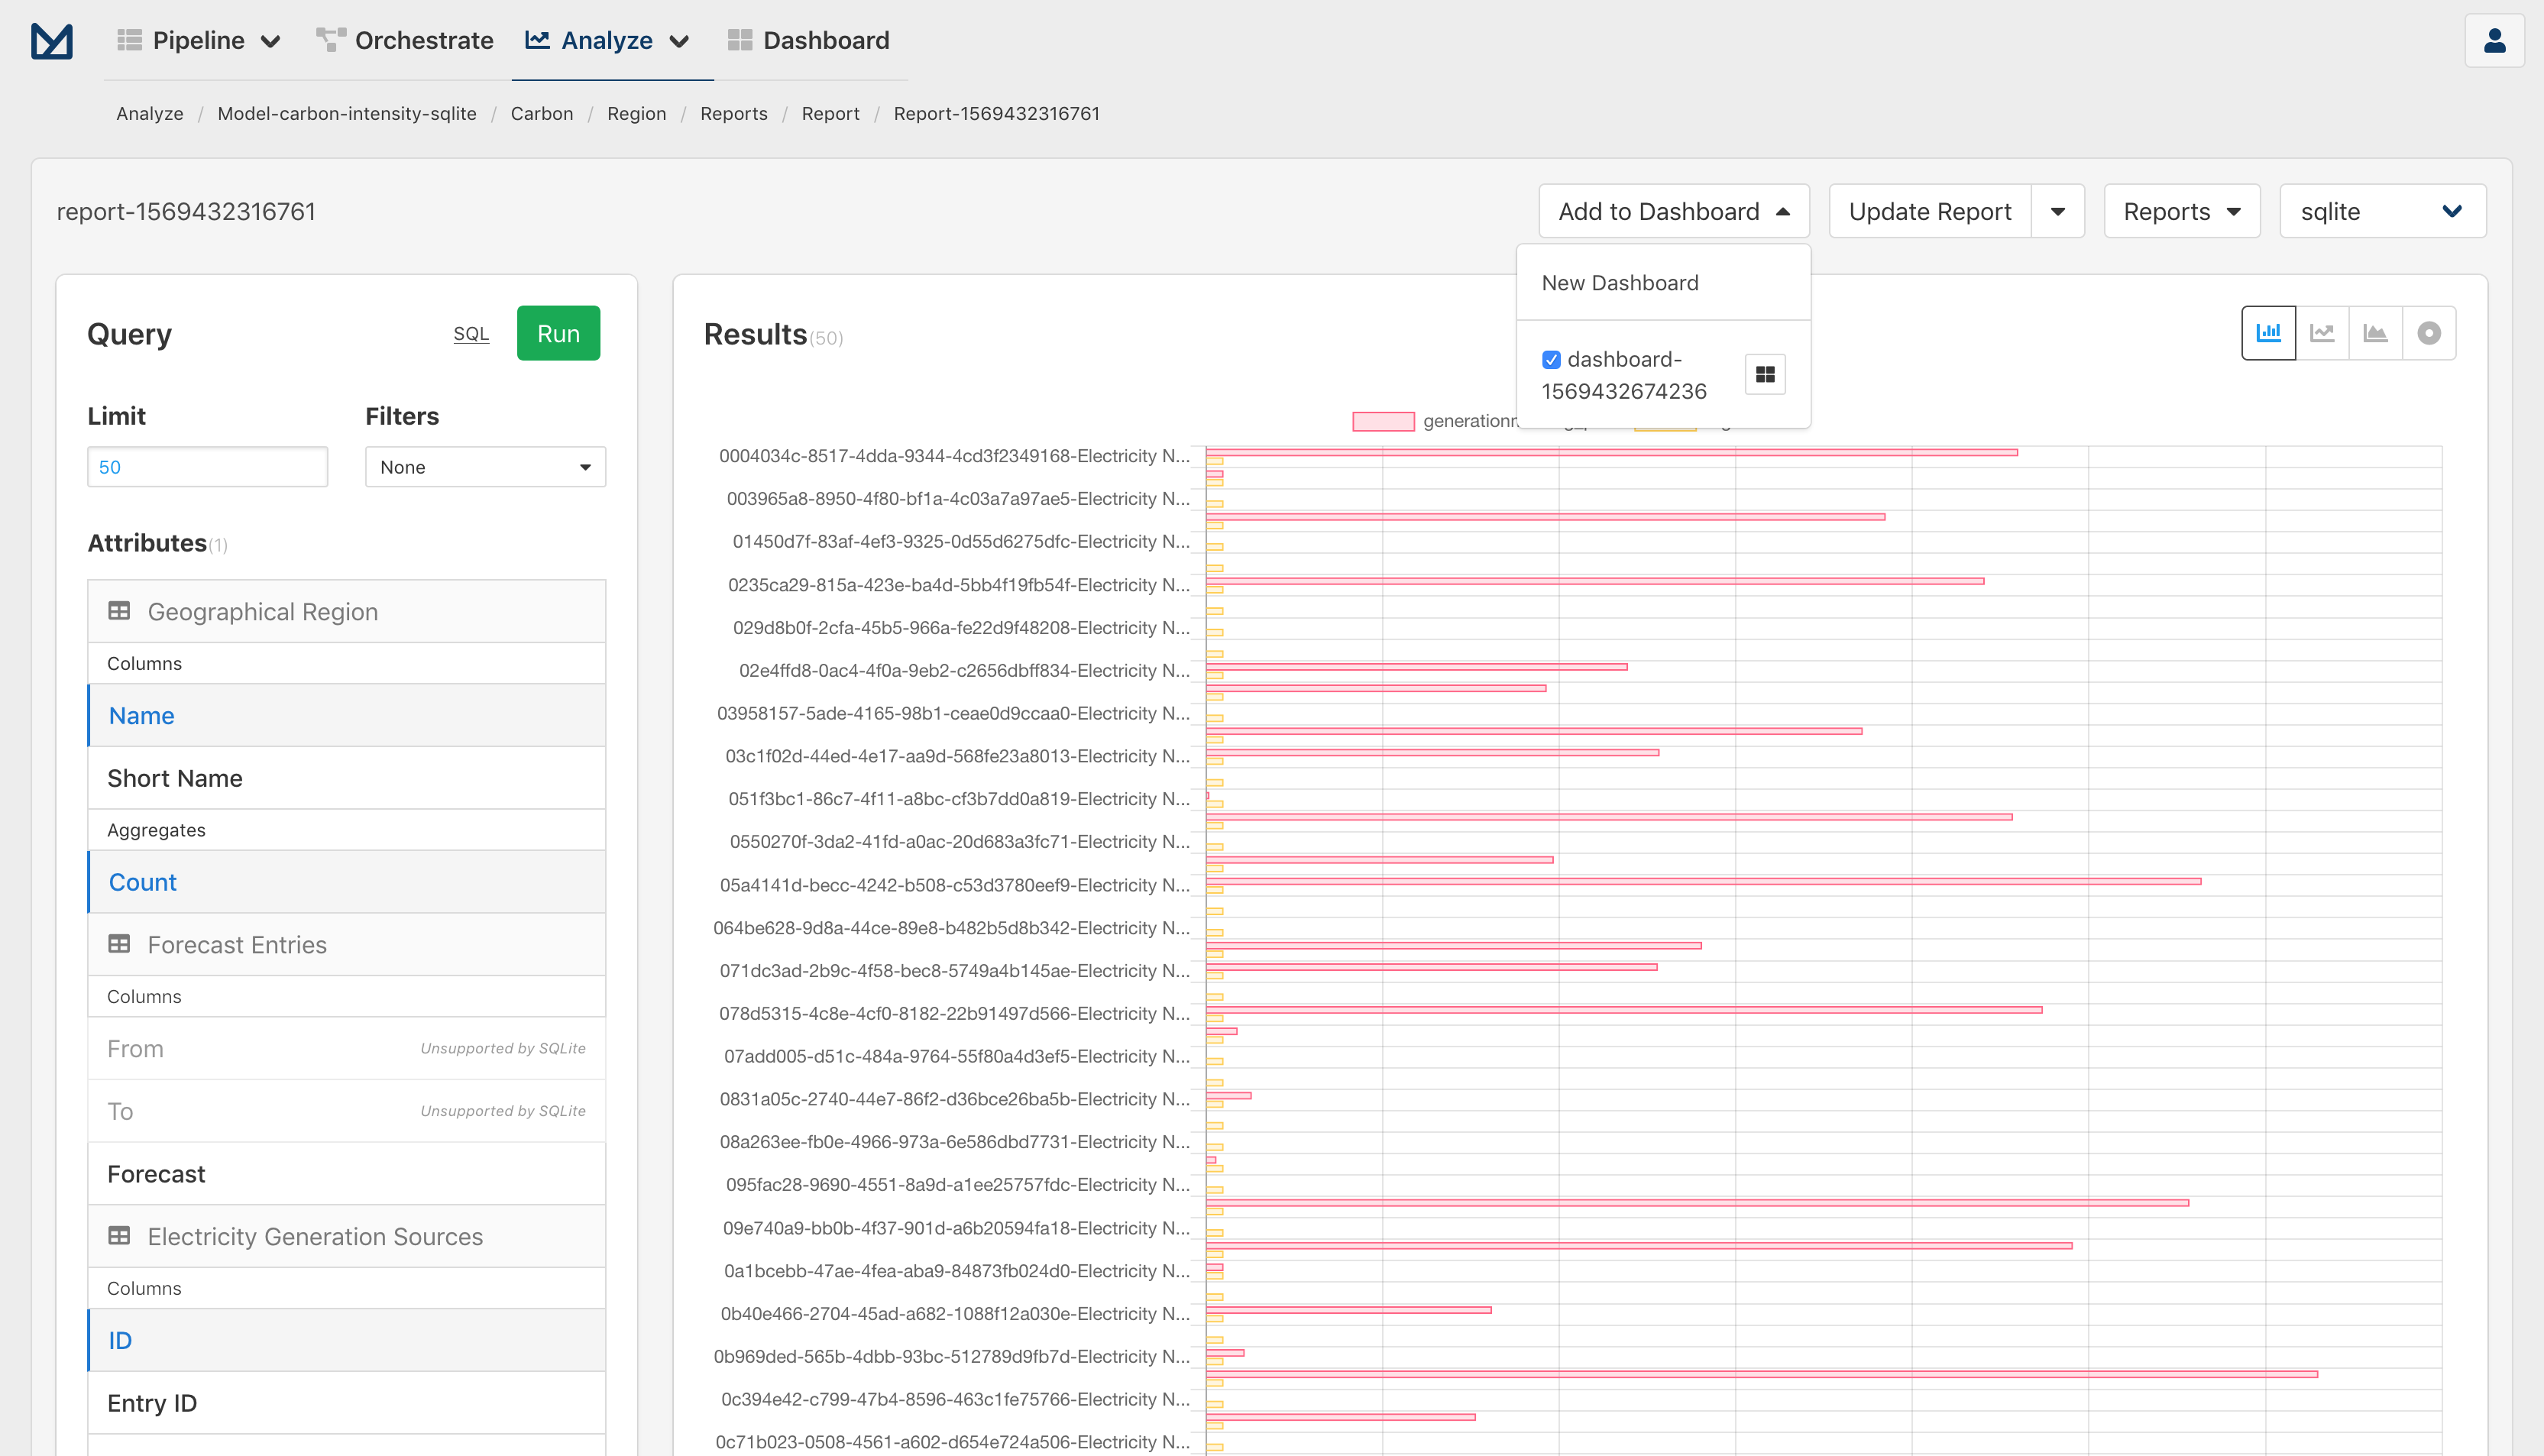 Pipeline Orchestrate Analyze Dashboard
Analyze / Model-carbon-intensity-sqlite / Carbon / Region / Reports / Report / Report-1569432316761
report-1569432316761
Add to Dashboard Update Report Reports sqlite
New Dashboard
dashboard-
1569432674236
Query SQL Run
Limit Filters
50 None
Attributes(1)
Geographical Region
Columns
Name
Short Name
Aggregates
Count
Forecast Entries
Columns
From Unsupported by SQLite
To Unsupported by SQLite
Forecast
Electricity Generation Sources
Columns
ID
Entry ID
Results(50)
0004034c-8517-4dda-9344-4cd3f2349168-Electricity N...
003965a8-8950-4f80-bf1a-4c03a7a97ae5-Electricity N...
01450d7f-83af-4ef3-9325-0d55d6275dfc-Electricity N...
0235ca29-815a-423e-ba4d-5bb4f19fb54f-Electricity N...
029d8b0f-2cfa-45b5-966a-fe22d9f48208-Electricity N...
02e4ffd8-0ac4-4f0a-9eb2-c2656dbff834-Electricity N...
03958157-5ade-4165-98b1-ceae0d9ccaa0-Electricity N...
03c1f02d-44ed-4e17-aa9d-568fe23a8013-Electricity N...
051f3bc1-86c7-4f11-a8bc-cf3b7dd0a819-Electricity N...
0550270f-3da2-41fd-a0ac-20d683a3fc71-Electricity N...
05a4141d-becc-4242-b508-c53d3780eef9-Electricity N...
064be628-9d8a-44ce-89e8-b482b5d8b342-Electricity N...
071dc3ad-2b9c-4f58-bec8-5749a4b145ae-Electricity N...
078d5315-4c8e-4cf0-8182-22b91497d566-Electricity N...
07add005-d51c-484a-9764-55f80a4d3ef5-Electricity N...
0831a05c-2740-44e7-86f2-d36bce26ba5b-Electricity N...
08a263ee-fb0e-4966-973a-6e586dbd7731-Electricity N...
095fac28-9690-4551-8a9d-a1ee25757fdc-Electricity N...
09e740a9-bb0b-4f37-901d-a6b20594fa18-Electricity N...
0a1bcebb-47ae-4fea-aba9-84873fb024d0-Electricity N...
0b40e466-2704-45ad-a682-1088f12a030e-Electricity N...
0b969ded-565b-4dbb-93bc-512789d9fb7d-Electricity N...
0c394e42-c799-47b4-8596-463c1fe75766-Electricity N...
0c71b023-0508-4561-a602-d654e724a506-Electricity N...